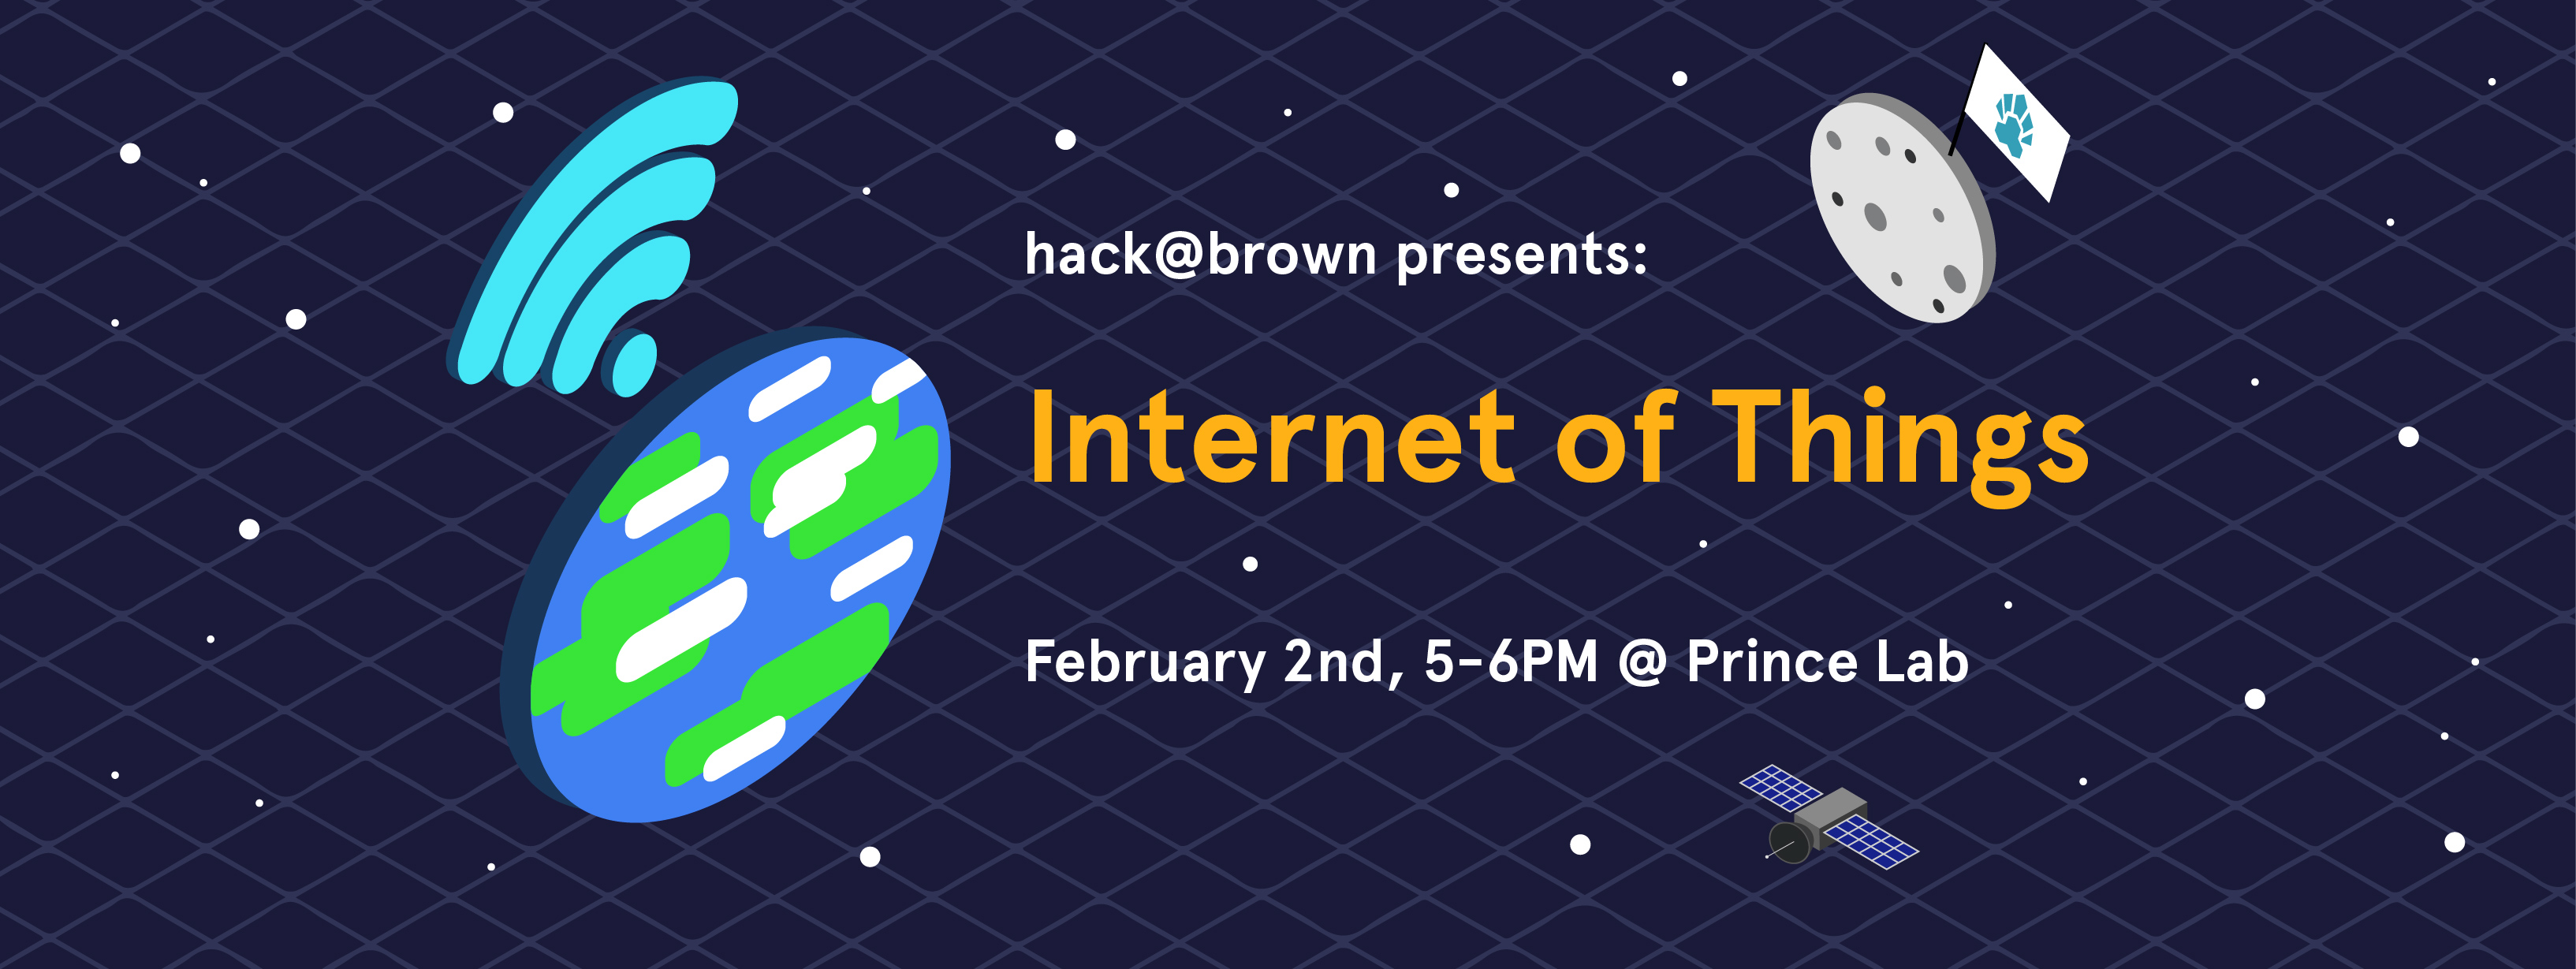 hack@brown presents:
Internet of Things
February 2nd, 5-6PM @ Prince Lab